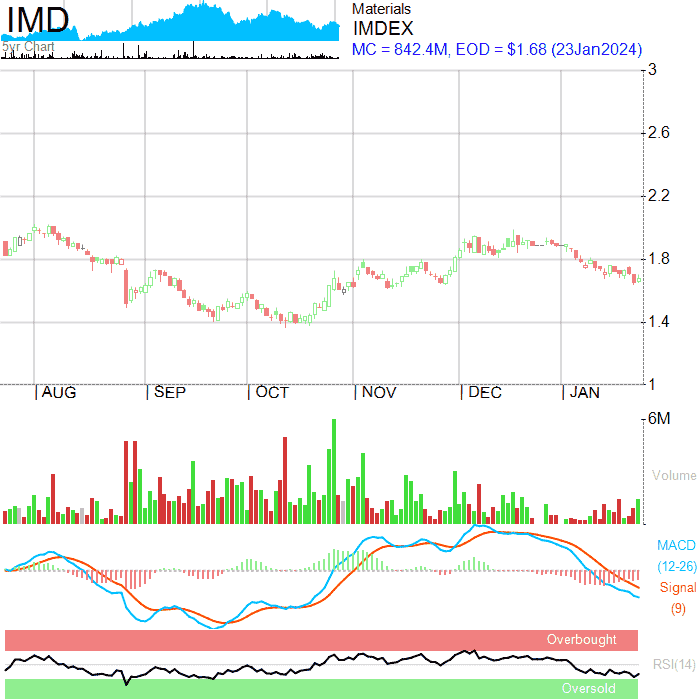 IMD
5yr Chart
Materials
IMDEX
MC = 842.4M, EOD = $1.68 (23Jan2024)
3
2.6
2.2
1.8
1.4
1
| AUG | SEP | OCT | NOV | DEC | JAN
6M
Volume
MACD
(12-26)
Signal
(9)
Overbought
RSI(14)
Oversold